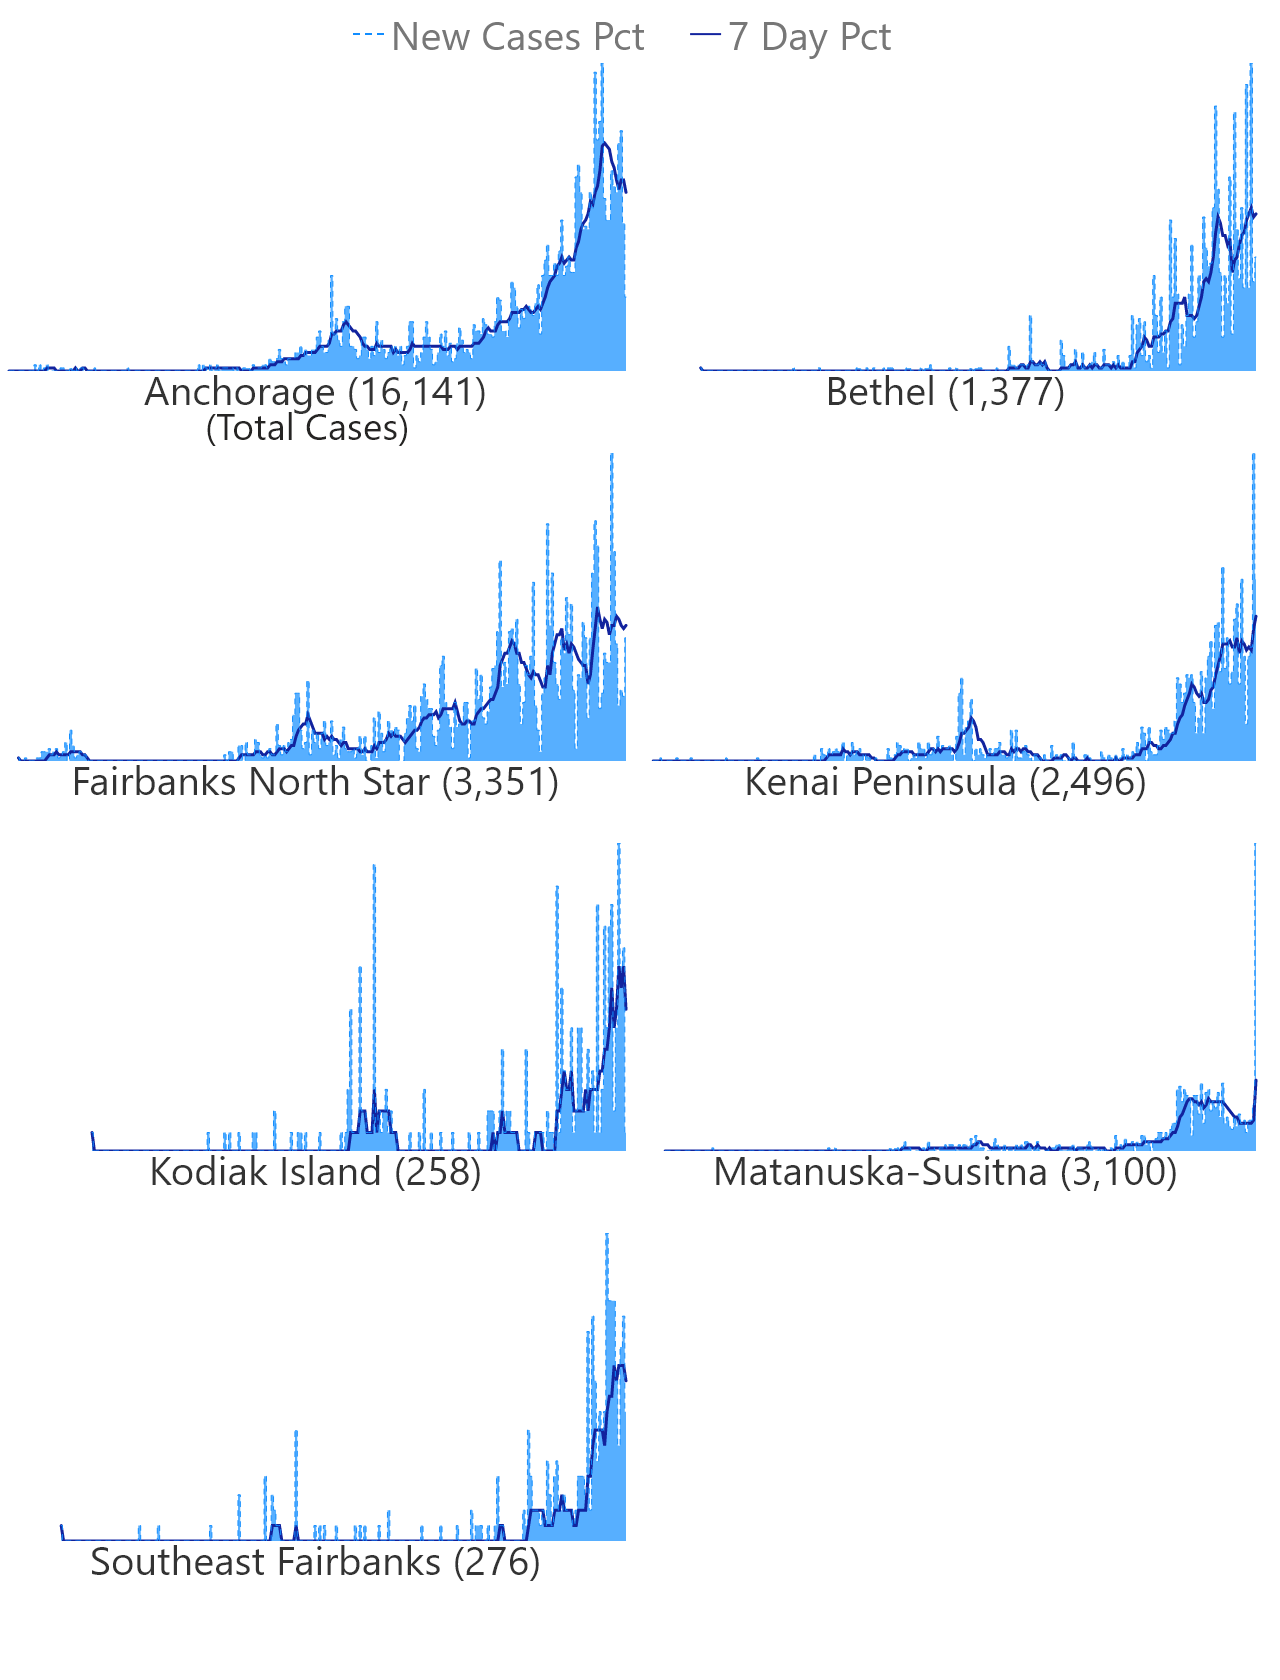 New Cases Pct 7 Day Pct
Anchorage (16,141)
(Total Cases)
Bethel (1,377)
Fairbanks North Star (3,351)
Kenai Peninsula (2,496)
Kodiak Island (258)
Matanuska-Susitna (3,100)
Southeast Fairbanks (276)